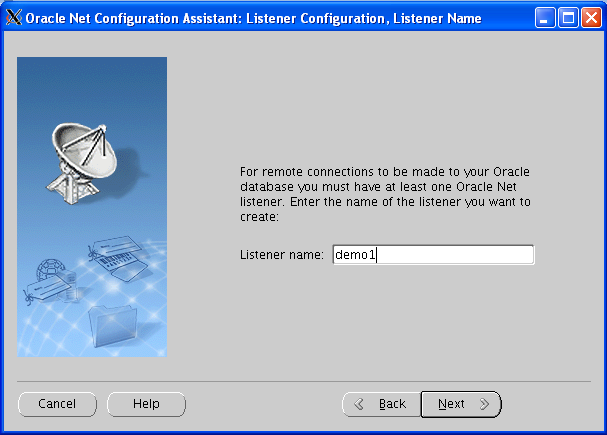 Oracle Net Configuration Assistant: Listener Configuration, Listener Name
For remote connections to be made to your Oracle
database you must have at least one Oracle Net
listener. Enter the name of the listener you want to
create:
Listener name: demo1
Cancel Help Back Next